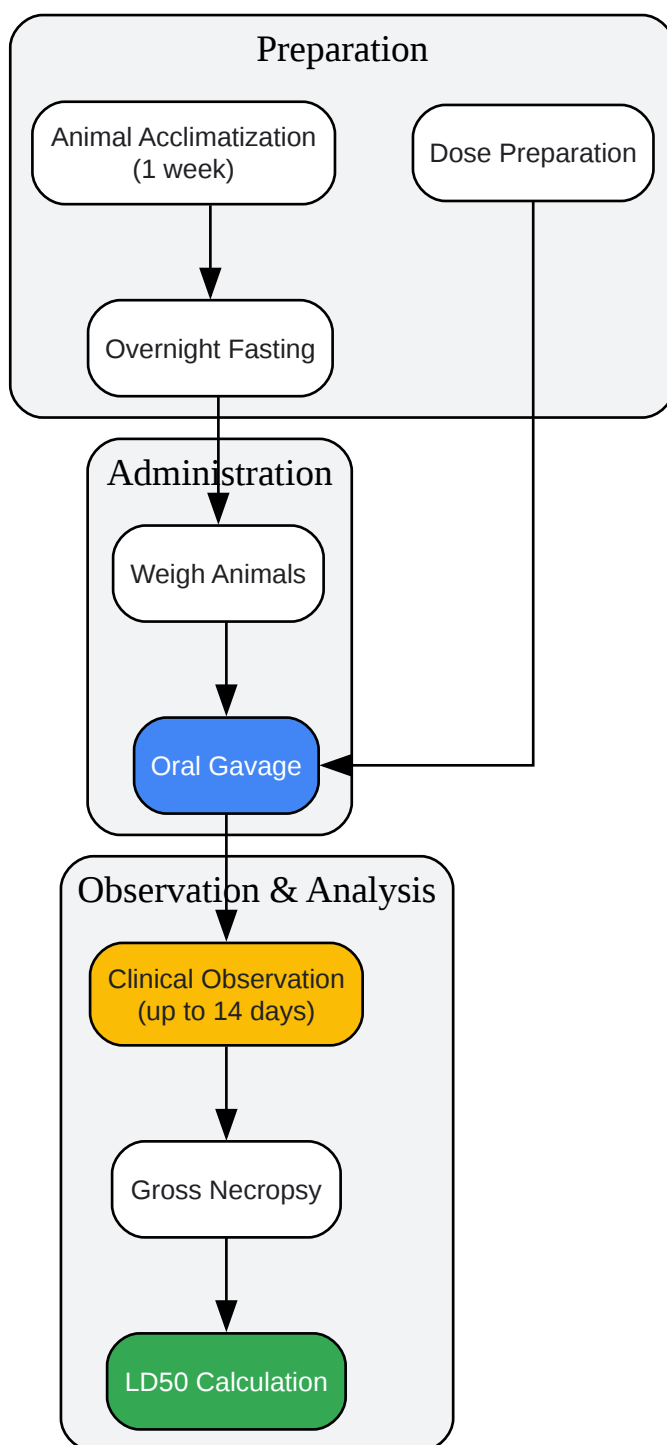 Preparation
Animal Acclimatization
(1 week)
Dose Preparation
Overnight Fasting
Administration
Weigh Animals
Oral Gavage
Observation & Analysis
Clinical Observation
(up to 14 days)
Gross Necropsy
LD50 Calculation